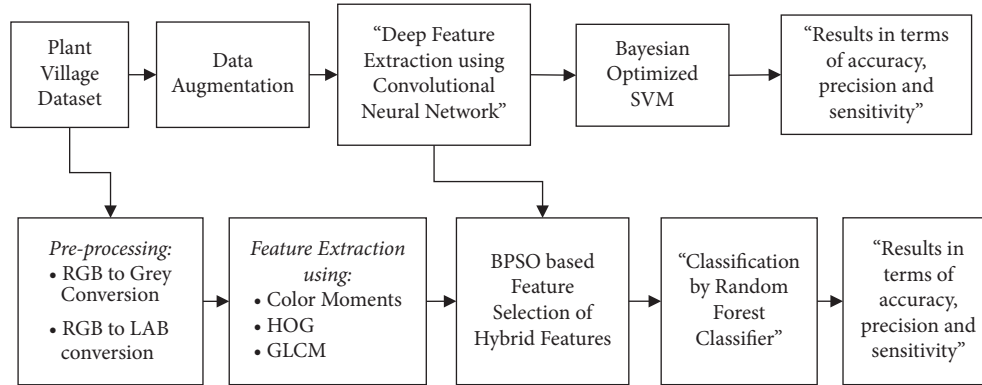 Plant
Village
Dataset
Data
Augmentation
“Deep Feature
Extraction using
Convolutional
Neural Network”
Bayesian
Optimized
SVM
“Results in terms
of accuracy,
precision and
sensitivity”
Pre-processing:
• RGB to Grey
Conversion
• RGB to LAB
conversion
Feature Extraction
using:
• Color Moments
• HOG
• GLCM
BPSO based
Feature
Selection of
Hybrid Features
“Classification
by Random
Forest
Classifier”
“Results in
terms of
accuracy,
precision and
sensitivity”